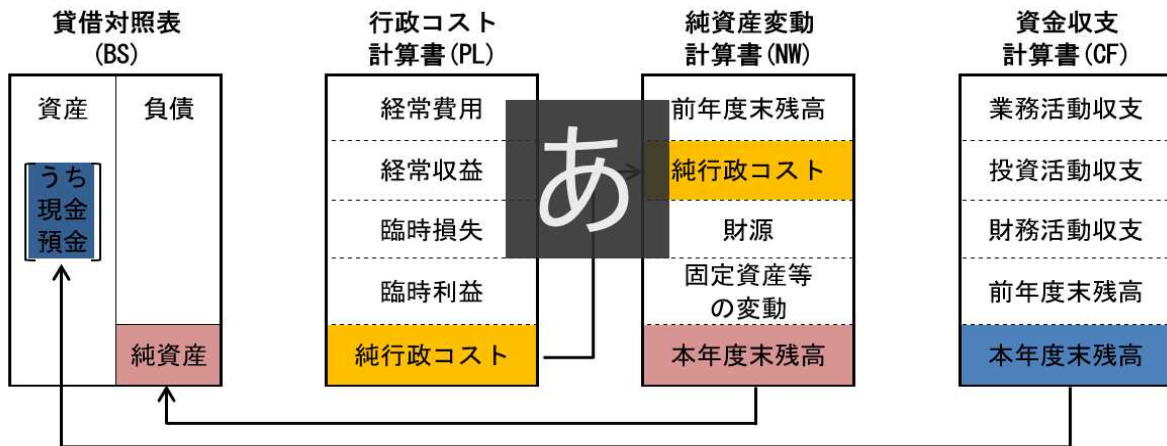 貸借対照表
(BS)
資産
負債
うち
現金
預金
純資産
行政コスト
計算書(PL)
経常費用
経常収益
臨時損失
臨時利益
純行政コスト
純資産変動
計算書(NW)
前年度末残高
純行政コスト
財源
固定資産等
の変動
本年度末残高
資金収支
計算書(CF)
業務活動収支
投資活動収支
財務活動収支
前年度末残高
本年度末残高
あ